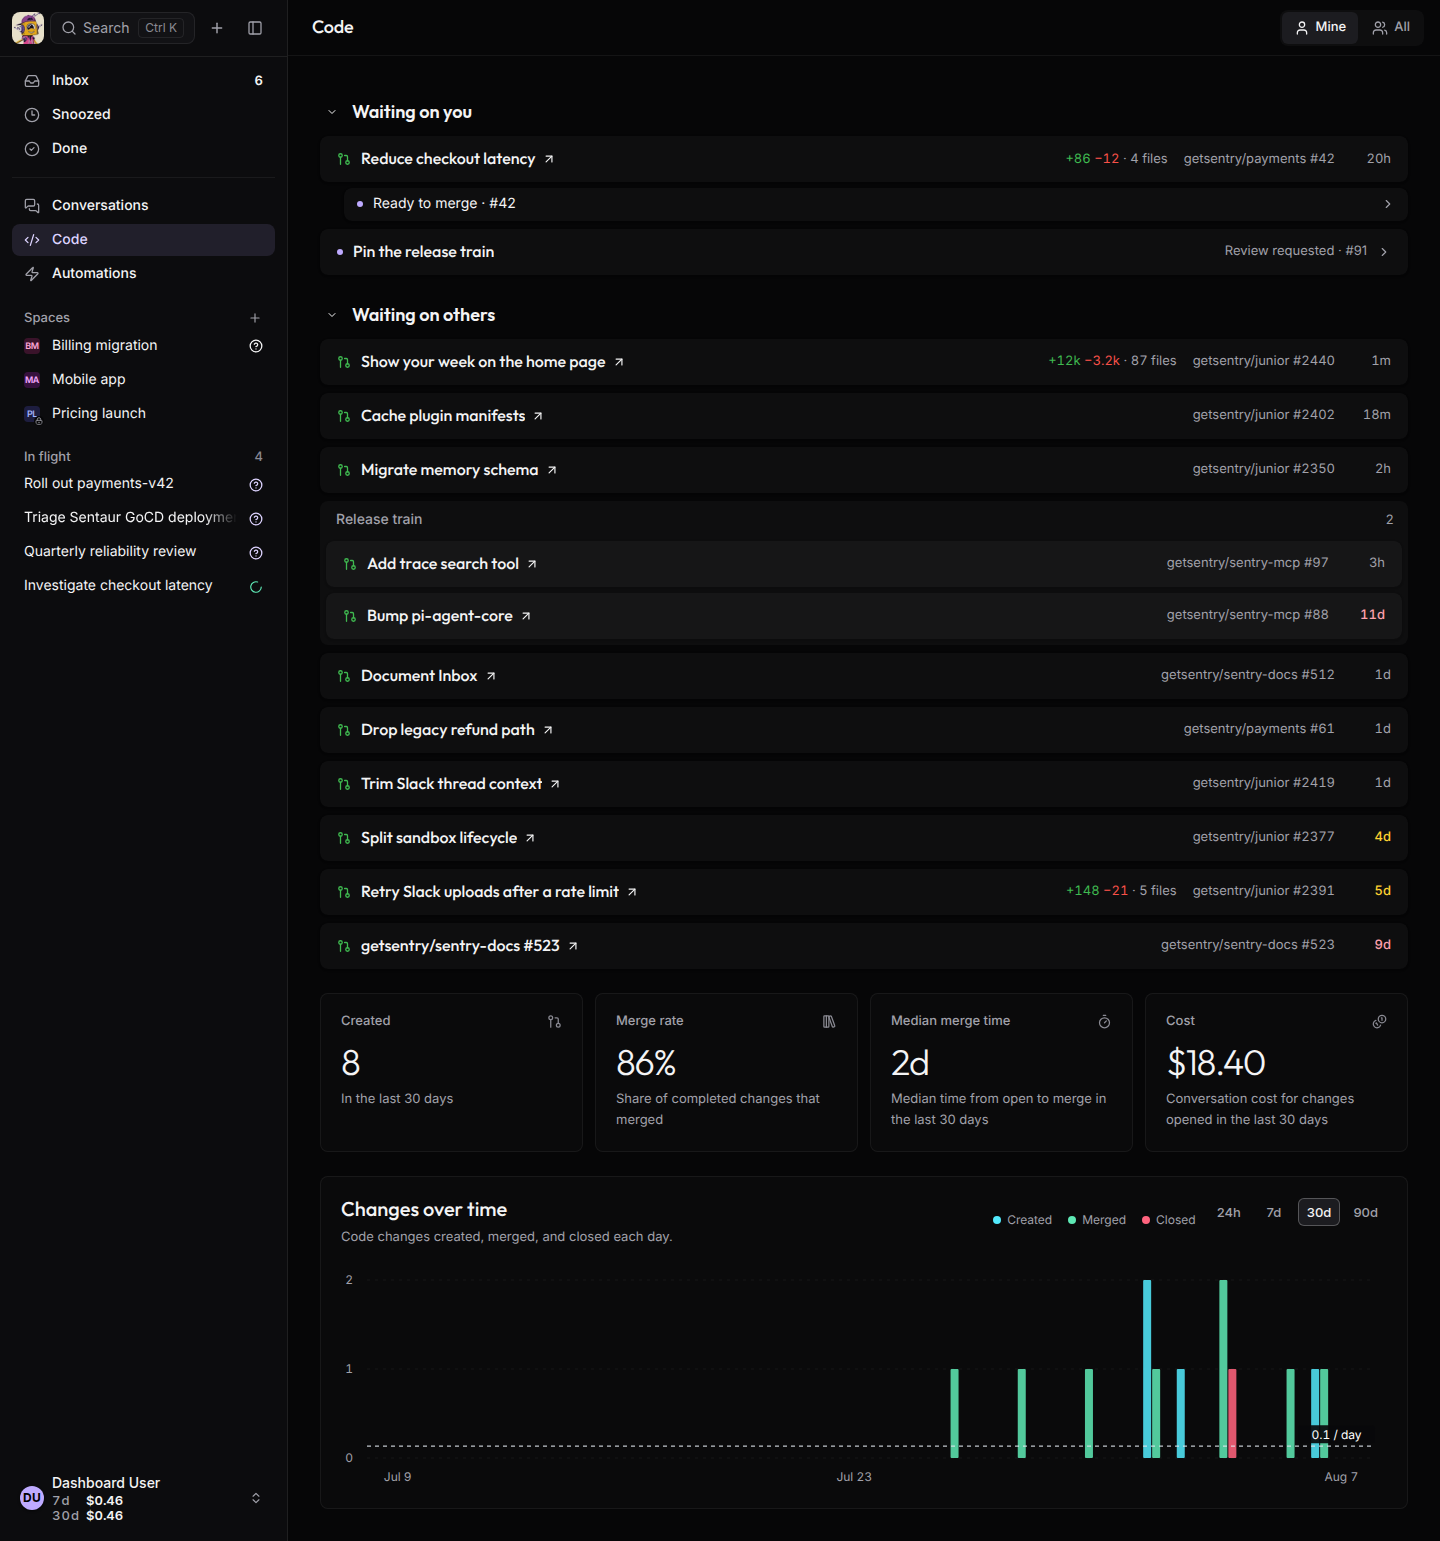 Search Ctrl K
Inbox 6
Snoozed
Done
Conversations
Code
Automations
Spaces
BM Billing migration
MA Mobile app
PL Pricing launch
In flight 4
Roll out payments-v42
Triage Sentaur GoCD deployme
Quarterly reliability review
Investigate checkout latency
DU Dashboard User
7d $0.46
30d $0.46
Code
Mine All
Waiting on you
Reduce checkout latency +86 −12 · 4 files getsentry/payments #42 20h
Ready to merge · #42
Pin the release train Review requested · #91
Waiting on others
Show your week on the home page +12k −3.2k · 87 files getsentry/junior #2440 1m
Cache plugin manifests getsentry/junior #2402 18m
Migrate memory schema getsentry/junior #2350 2h
Release train 2
Add trace search tool getsentry/sentry-mcp #97 3h
Bump pi-agent-core getsentry/sentry-mcp #88 11d
Document Inbox getsentry/sentry-docs #512 1d
Drop legacy refund path getsentry/payments #61 1d
Trim Slack thread context getsentry/junior #2419 1d
Split sandbox lifecycle getsentry/junior #2377 4d
Retry Slack uploads after a rate limit +148 −21 · 5 files getsentry/junior #2391 5d
getsentry/sentry-docs #523 getsentry/sentry-docs #523 9d
Created
8
In the last 30 days
Merge rate
86%
Share of completed changes that
merged
Median merge time
2d
Median time from open to merge in
the last 30 days
Cost
$18.40
Conversation cost for changes
opened in the last 30 days
Changes over time
Code changes created, merged, and closed each day.
Created Merged Closed 24h 7d 30d 90d
2
1
0
0.1 / day
Jul 9 Jul 23 Aug 7